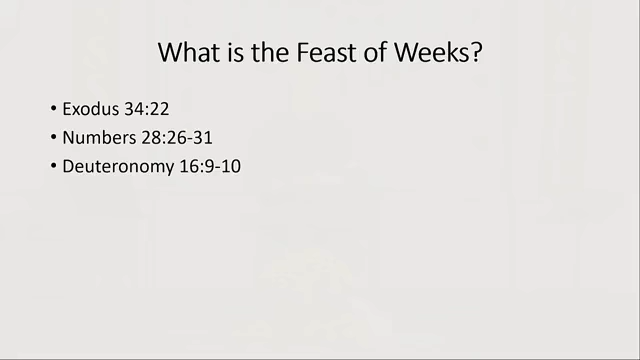 What is the Feast of Weeks?
• Exodus 34:22
• Numbers 28:26-31
• Deuteronomy 16:9-10